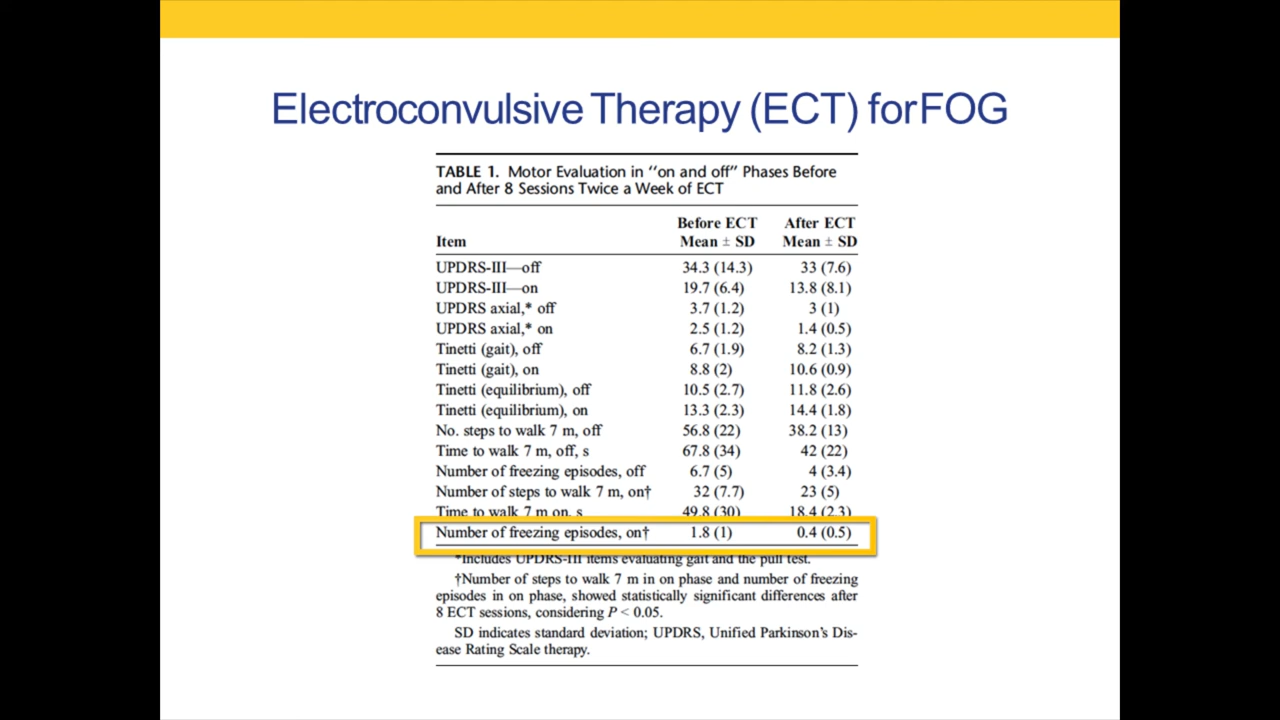 Electroconvulsive Therapy (ECT) for FOG
TABLE 1. Motor Evaluation in ‘‘on and off’’ Phases Before
and After 8 Sessions Twice a Week of ECT
Before ECT After ECT
Item Mean ± SD Mean ± SD
UPDRS-III—off 34.3 (14.3) 33 (7.6)
UPDRS-III—on 19.7 (6.4) 13.8 (8.1)
UPDRS axial,* off 3.7 (1.2) 3 (1)
UPDRS axial,* on 2.5 (1.2) 1.4 (0.5)
Tinetti (gait), off 6.7 (1.9) 8.2 (1.3)
Tinetti (gait), on 8.8 (2) 10.6 (0.9)
Tinetti (equilibrium), off 10.5 (2.7) 11.8 (2.6)
Tinetti (equilibrium), on 13.3 (2.3) 14.4 (1.8)
No. steps to walk 7 m, off 56.8 (22) 38.2 (13)
Time to walk 7 m, off, s 67.8 (34) 42 (22)
Number of freezing episodes, off 6.7 (5) 4 (3.4)
Number of steps to walk 7 m, on† 32 (7.7) 23 (5)
Time to walk 7 m on, s 49.8 (30) 18.4 (2.3)
Number of freezing episodes, on† 1.8 (1) 0.4 (0.5)
*Includes UPDRS-III items evaluating gait and the pull test.
†Number of steps to walk 7 m in on phase and number of freezing
episodes in on phase, showed statistically significant differences after
8 ECT sessions, considering P < 0.05.
SD indicates standard deviation; UPDRS, Unified Parkinson’s Dis-
ease Rating Scale therapy.